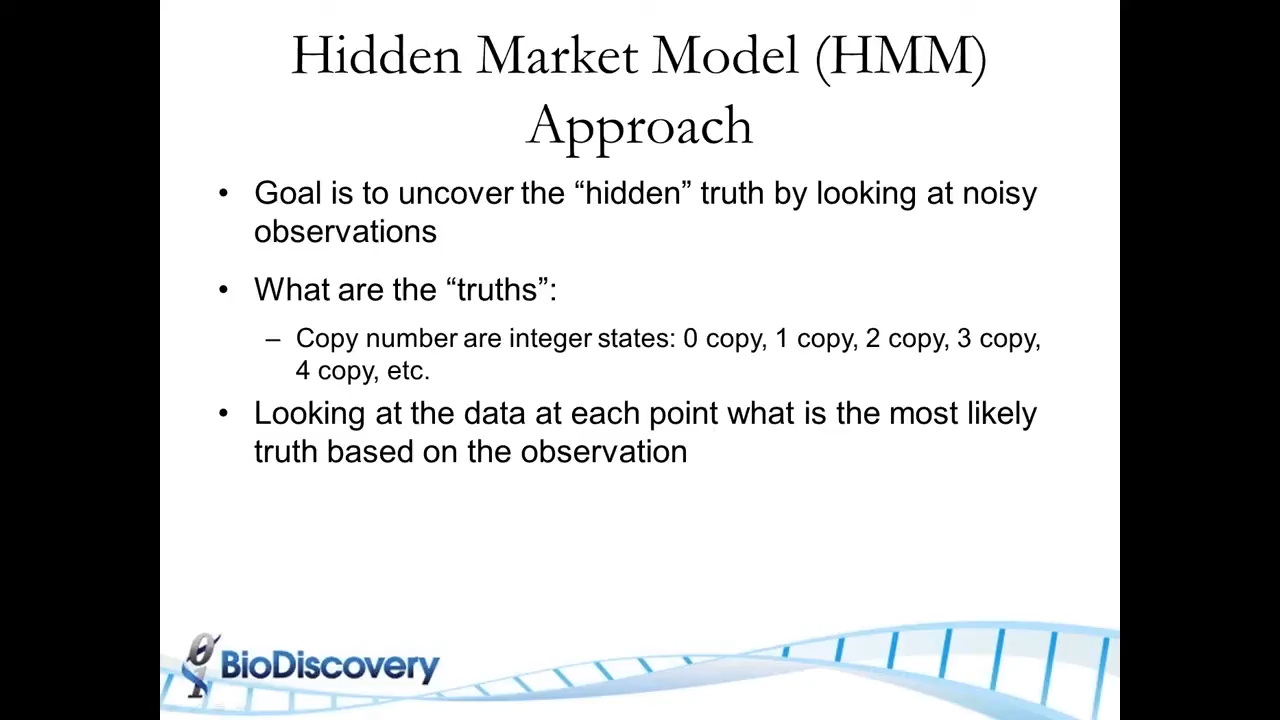 Hidden Market Model (HMM)
Approach
• Goal is to uncover the “hidden” truth by looking at noisy
observations
• What are the “truths”:
– Copy number are integer states: 0 copy, 1 copy, 2 copy, 3 copy,
4 copy, etc.
• Looking at the data at each point what is the most likely
truth based on the observation
BioDiscovery